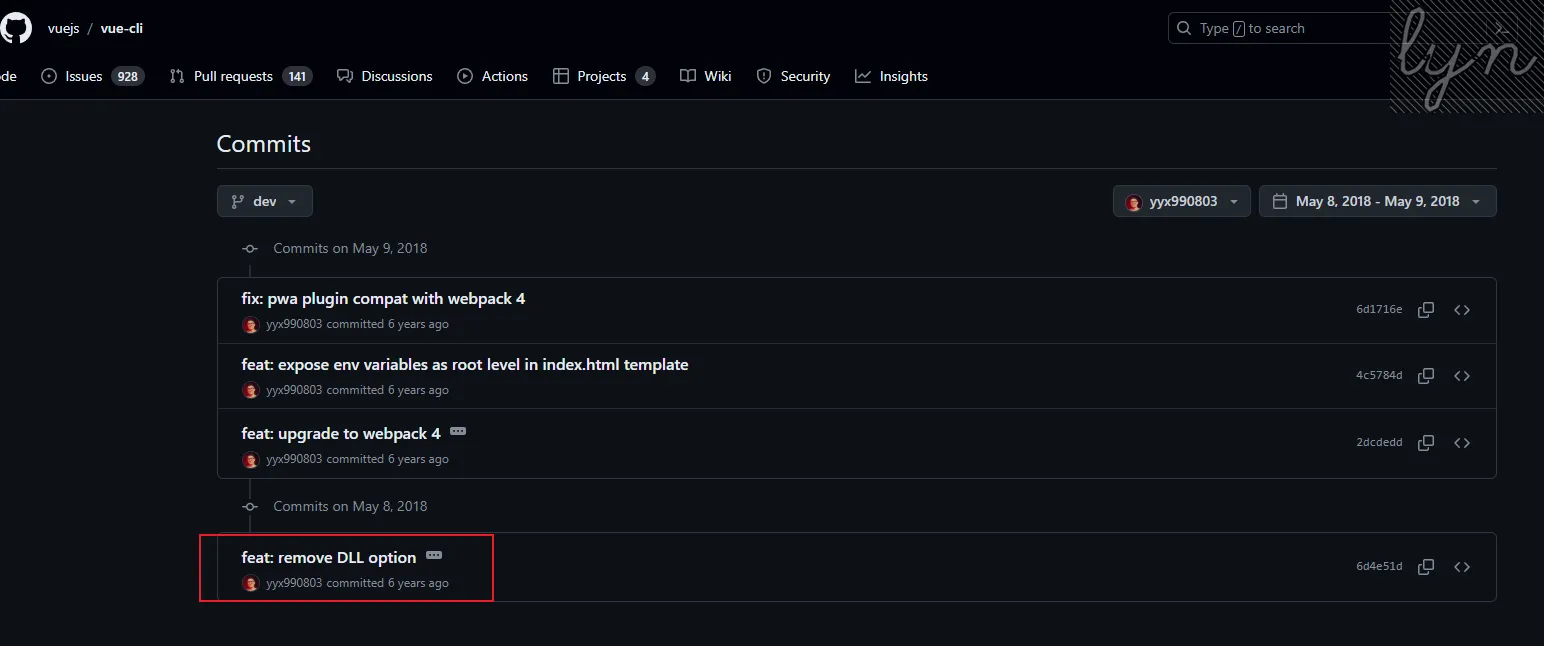 vuejs / vue-cli
Type / to search
lyn
de Issues 928 Pull requests 141 Discussions Actions Projects 4 Wiki Security Insights
Commits
dev
yyx990803 May 8, 2018 - May 9, 2018
Commits on May 9, 2018
fix: pwa plugin compat with webpack 4
yyx990803 committed 6 years ago
6d1716e
feat: expose env variables as root level in index.html template
yyx990803 committed 6 years ago
4c5784d
feat: upgrade to webpack 4
yyx990803 committed 6 years ago
2dcdedd
Commits on May 8, 2018
feat: remove DLL option
yyx990803 committed 6 years ago
6d4e51d